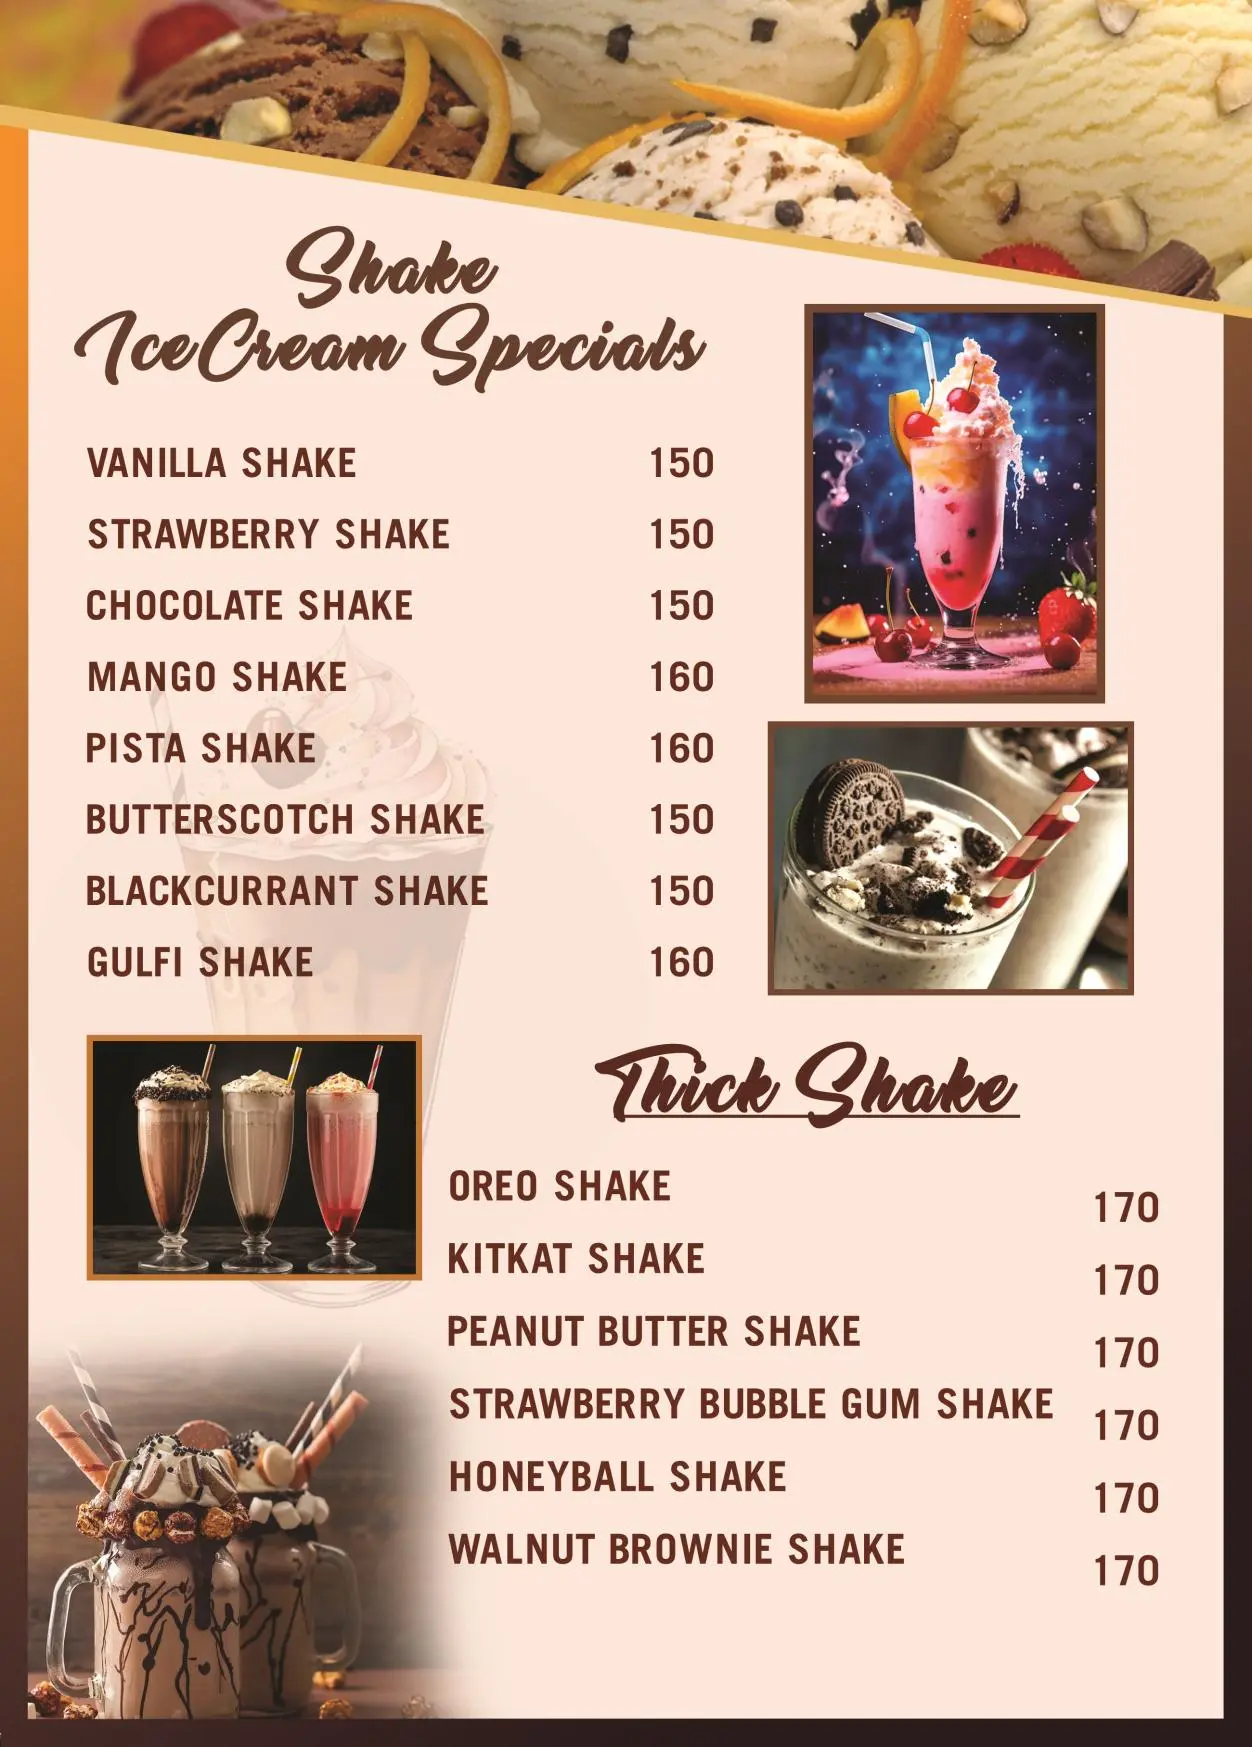 Shake
IceCream Specials
VANILLA SHAKE 150
STRAWBERRY SHAKE 150
CHOCOLATE SHAKE 150
MANGO SHAKE 160
PISTA SHAKE 160
BUTTERSCOTCH SHAKE 150
BLACKCURRANT SHAKE 150
GULFI SHAKE 160
Thick Shake
OREO SHAKE 170
KITKAT SHAKE 170
PEANUT BUTTER SHAKE 170
STRAWBERRY BUBBLE GUM SHAKE 170
HONEYBALL SHAKE 170
WALNUT BROWNIE SHAKE 170